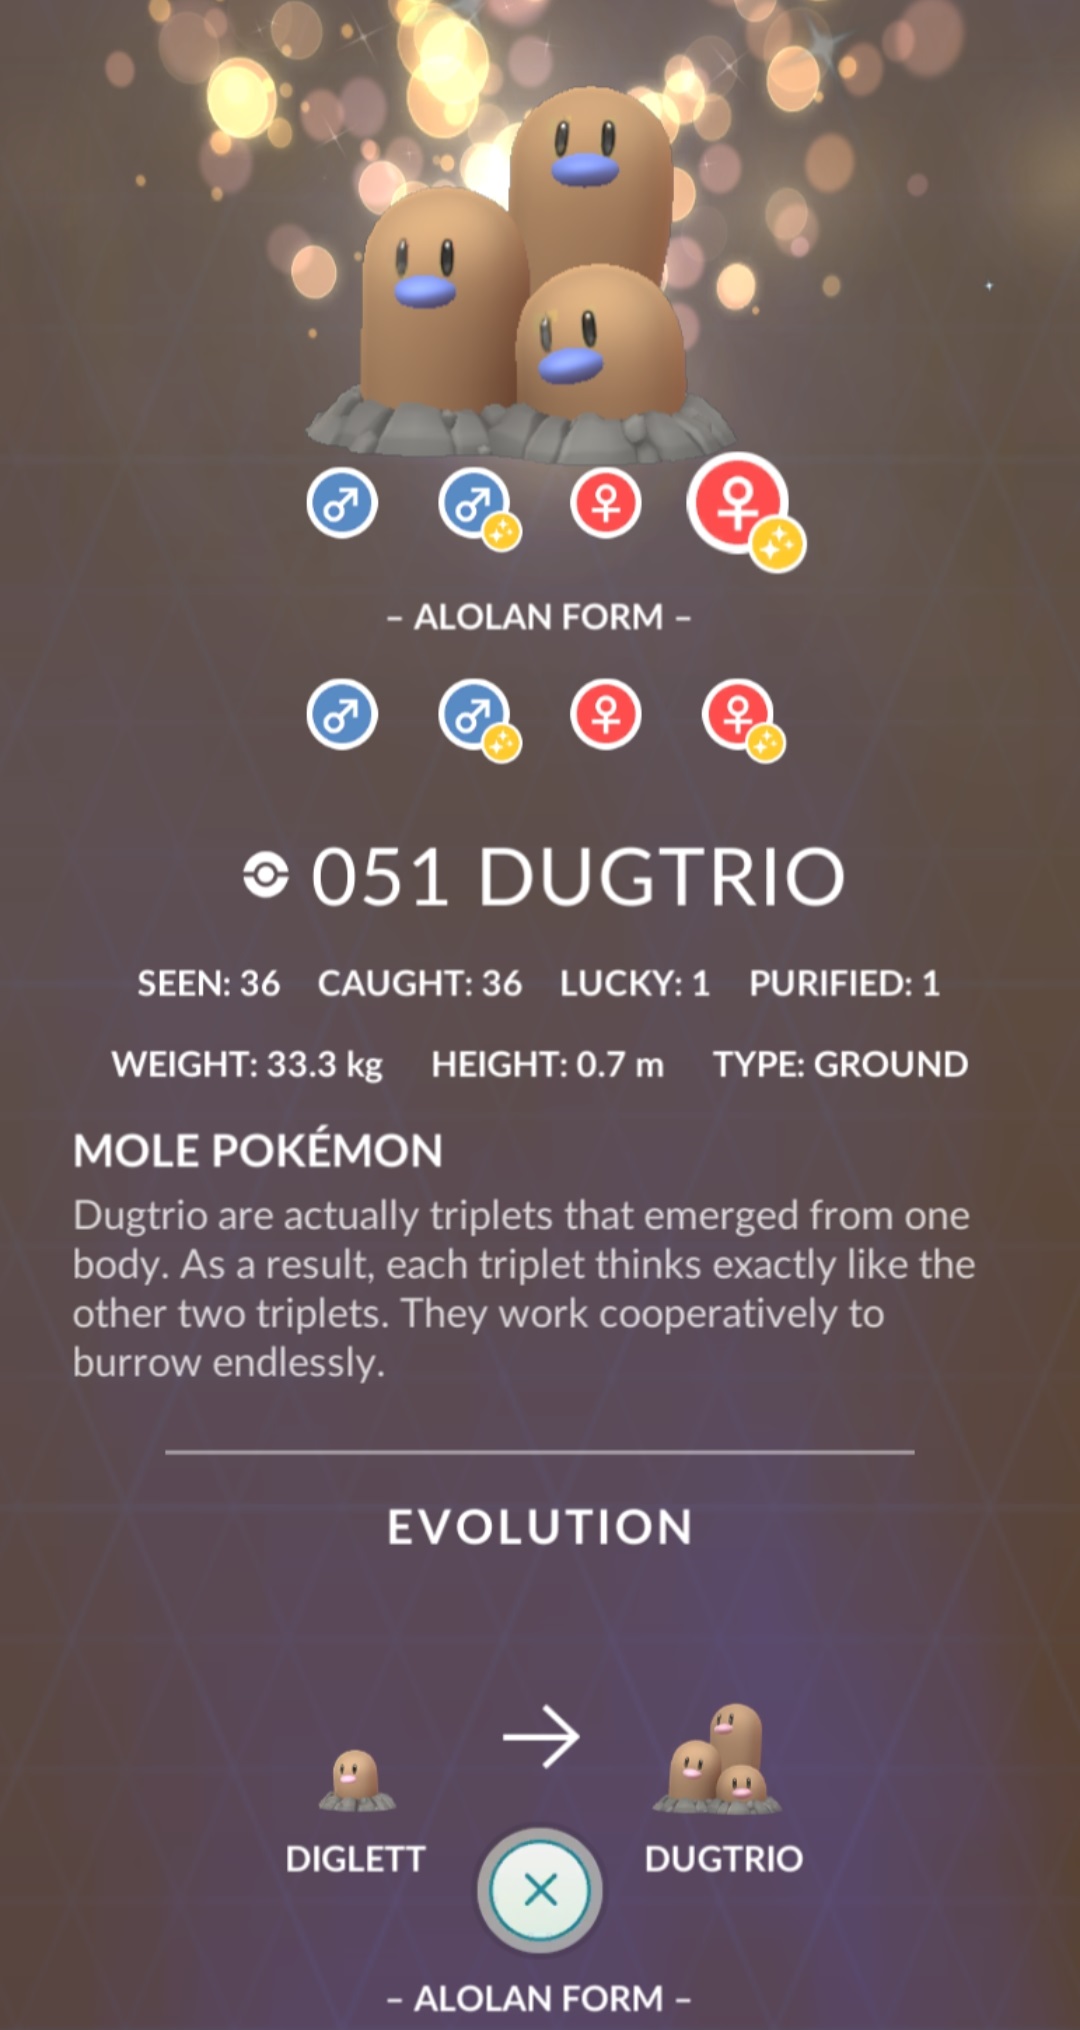 – ALOLAN FORM –
051 DUGTRIO
SEEN: 36 CAUGHT: 36 LUCKY: 1 PURIFIED: 1
WEIGHT: 33.3 kg HEIGHT: 0.7 m TYPE: GROUND
MOLE POKÉMON
Dugtrio are actually triplets that emerged from one
body. As a result, each triplet thinks exactly like the
other two triplets. They work cooperatively to
burrow endlessly.
EVOLUTION
DIGLETT DUGTRIO
– ALOLAN FORM –